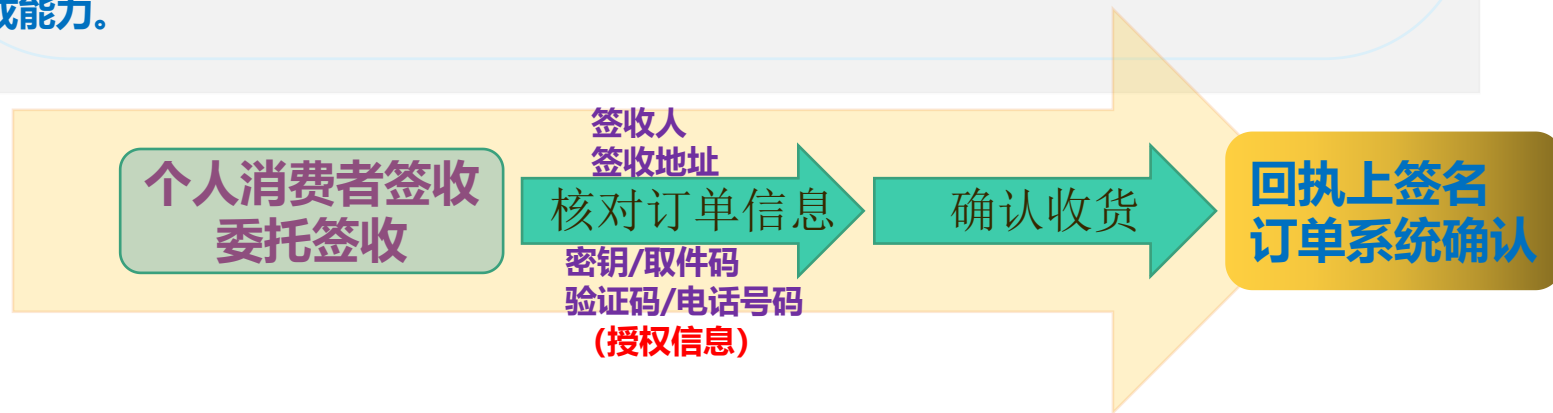 成能力。
签收人
签收地址
个人消费者签收
委托签收
核对订单信息
密钥/取件码
验证码/电话号码
(授权信息)
确认收货
回执上签名
订单系统确认